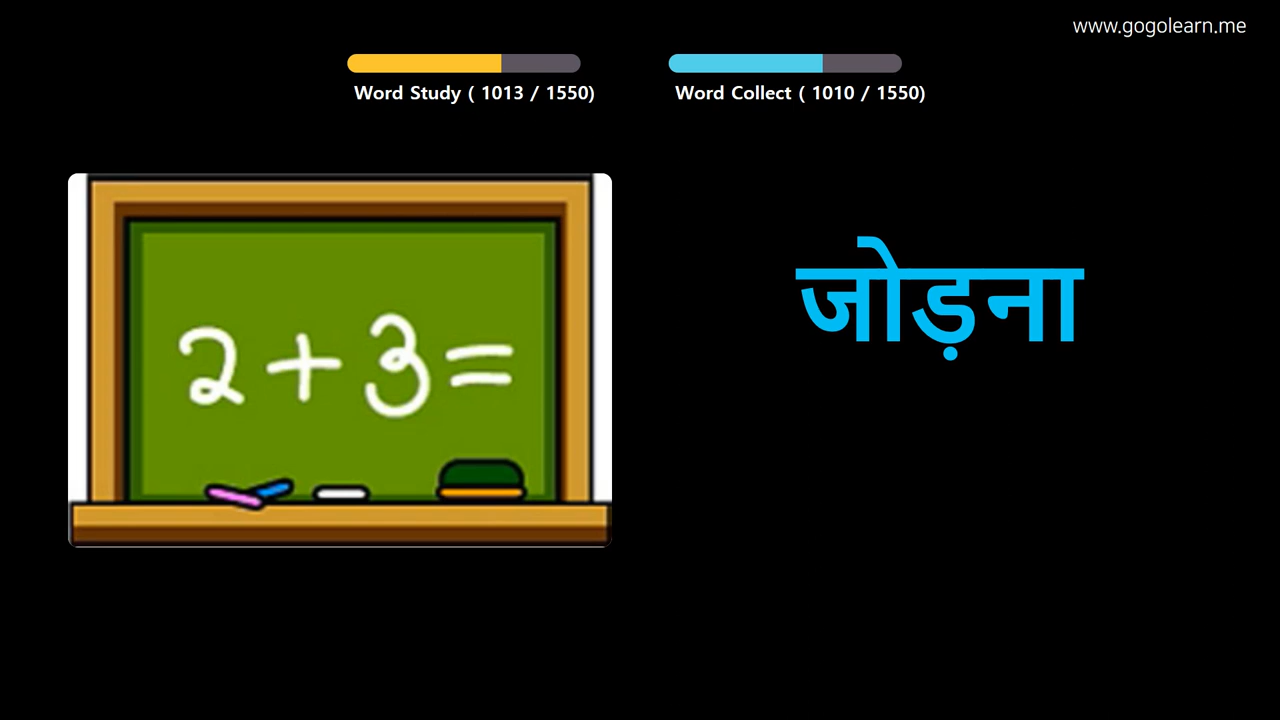 www.gogolearn.me
Word Study ( 1013 / 1550)
Word Collect ( 1010 / 1550)
2 + 3 =
जोड़ना